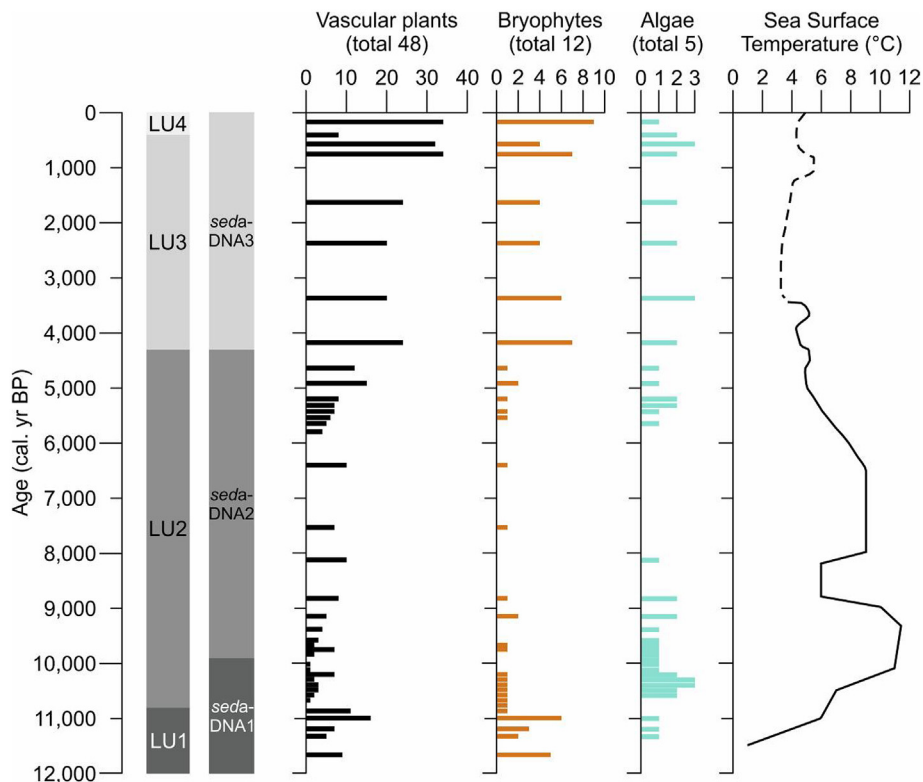 Vascular plants
(total 48)
Bryophytes
(total 12)
Algae
(total 5)
Sea Surface
Temperature (°C)
0 10 20 30 40
0 2 4 6 8 10
0 1 2 3
0 2 4 6 8 10 12
Age (cal. yr BP)
0
1,000
2,000
3,000
4,000
5,000
6,000
7,000
8,000
9,000
10,000
11,000
12,000
LU4
LU3
LU2
LU1
seda-
DNA3
seda-
DNA2
seda-
DNA1